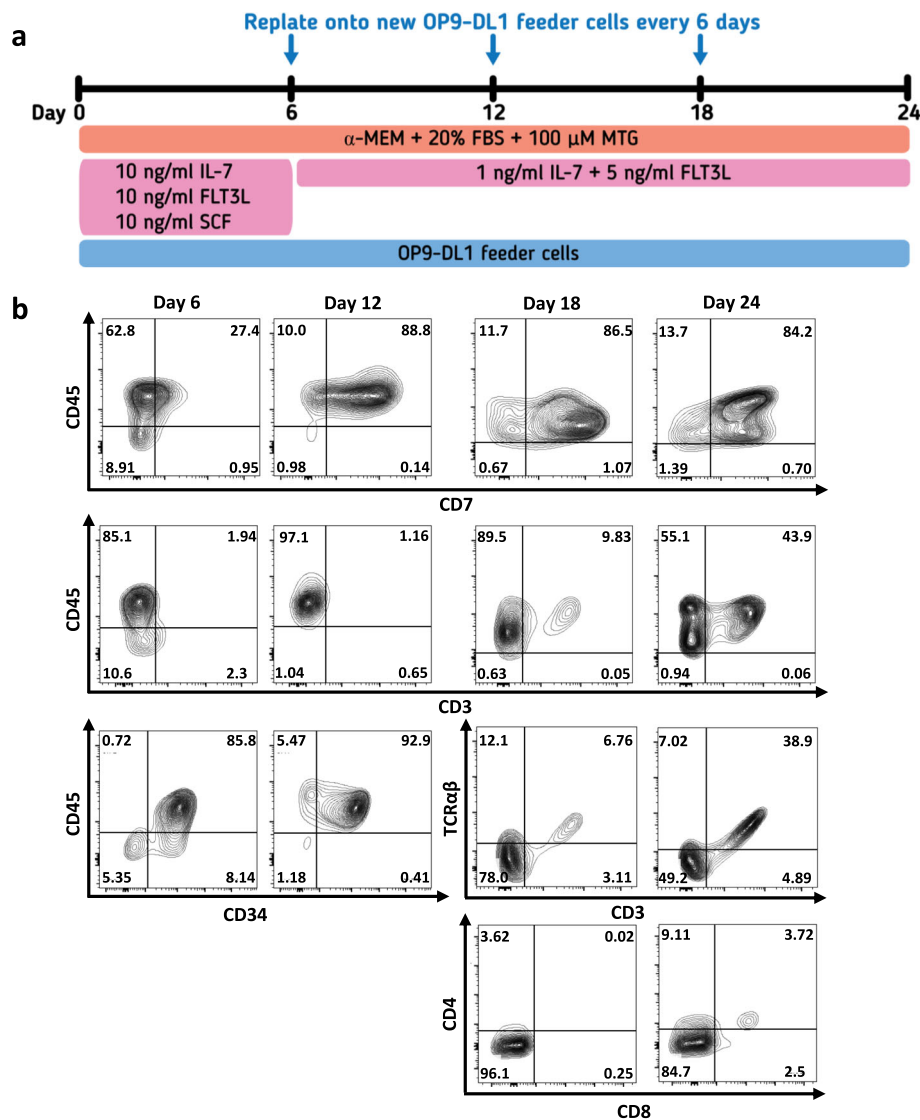 a
Replate onto new OP9-DL1 feeder cells every 6 days
Day 0 6 12 18 24
α-MEM + 20% FBS + 100 µM MTG
10 ng/ml IL-7
10 ng/ml FLT3L
10 ng/ml SCF
1 ng/ml IL-7 + 5 ng/ml FLT3L
OP9-DL1 feeder cells
b
Day 6 Day 12 Day 18 Day 24
62.8 27.4 10.0 88.8 11.7 86.5 13.7 84.2
CD45
8.91 0.95 0.98 0.14 0.67 1.07 1.39 0.70
CD7
85.1 1.94 97.1 1.16 89.5 9.83 55.1 43.9
CD45
10.6 2.3 1.04 0.65 0.63 0.05 0.94 0.06
CD3
0.72 85.8 5.47 92.9 12.1 6.76 7.02 38.9
CD45 TCRαβ
5.35 8.14 1.18 0.41 78.0 3.11 49.2 4.89
CD34 CD3
3.62 0.02 9.11 3.72
CD4
96.1 0.25 84.7 2.5
CD8